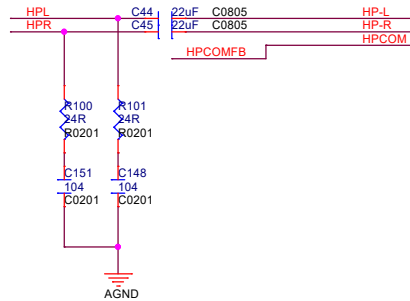 HPL C44 22uF C0805 HP-L
HPR C45 22uF C0805 HP-R
HPCOMFB HPCOM
R100 R101
24R 24R
R0201 R0201
C151 C148
104 104
C0201 C0201
AGND